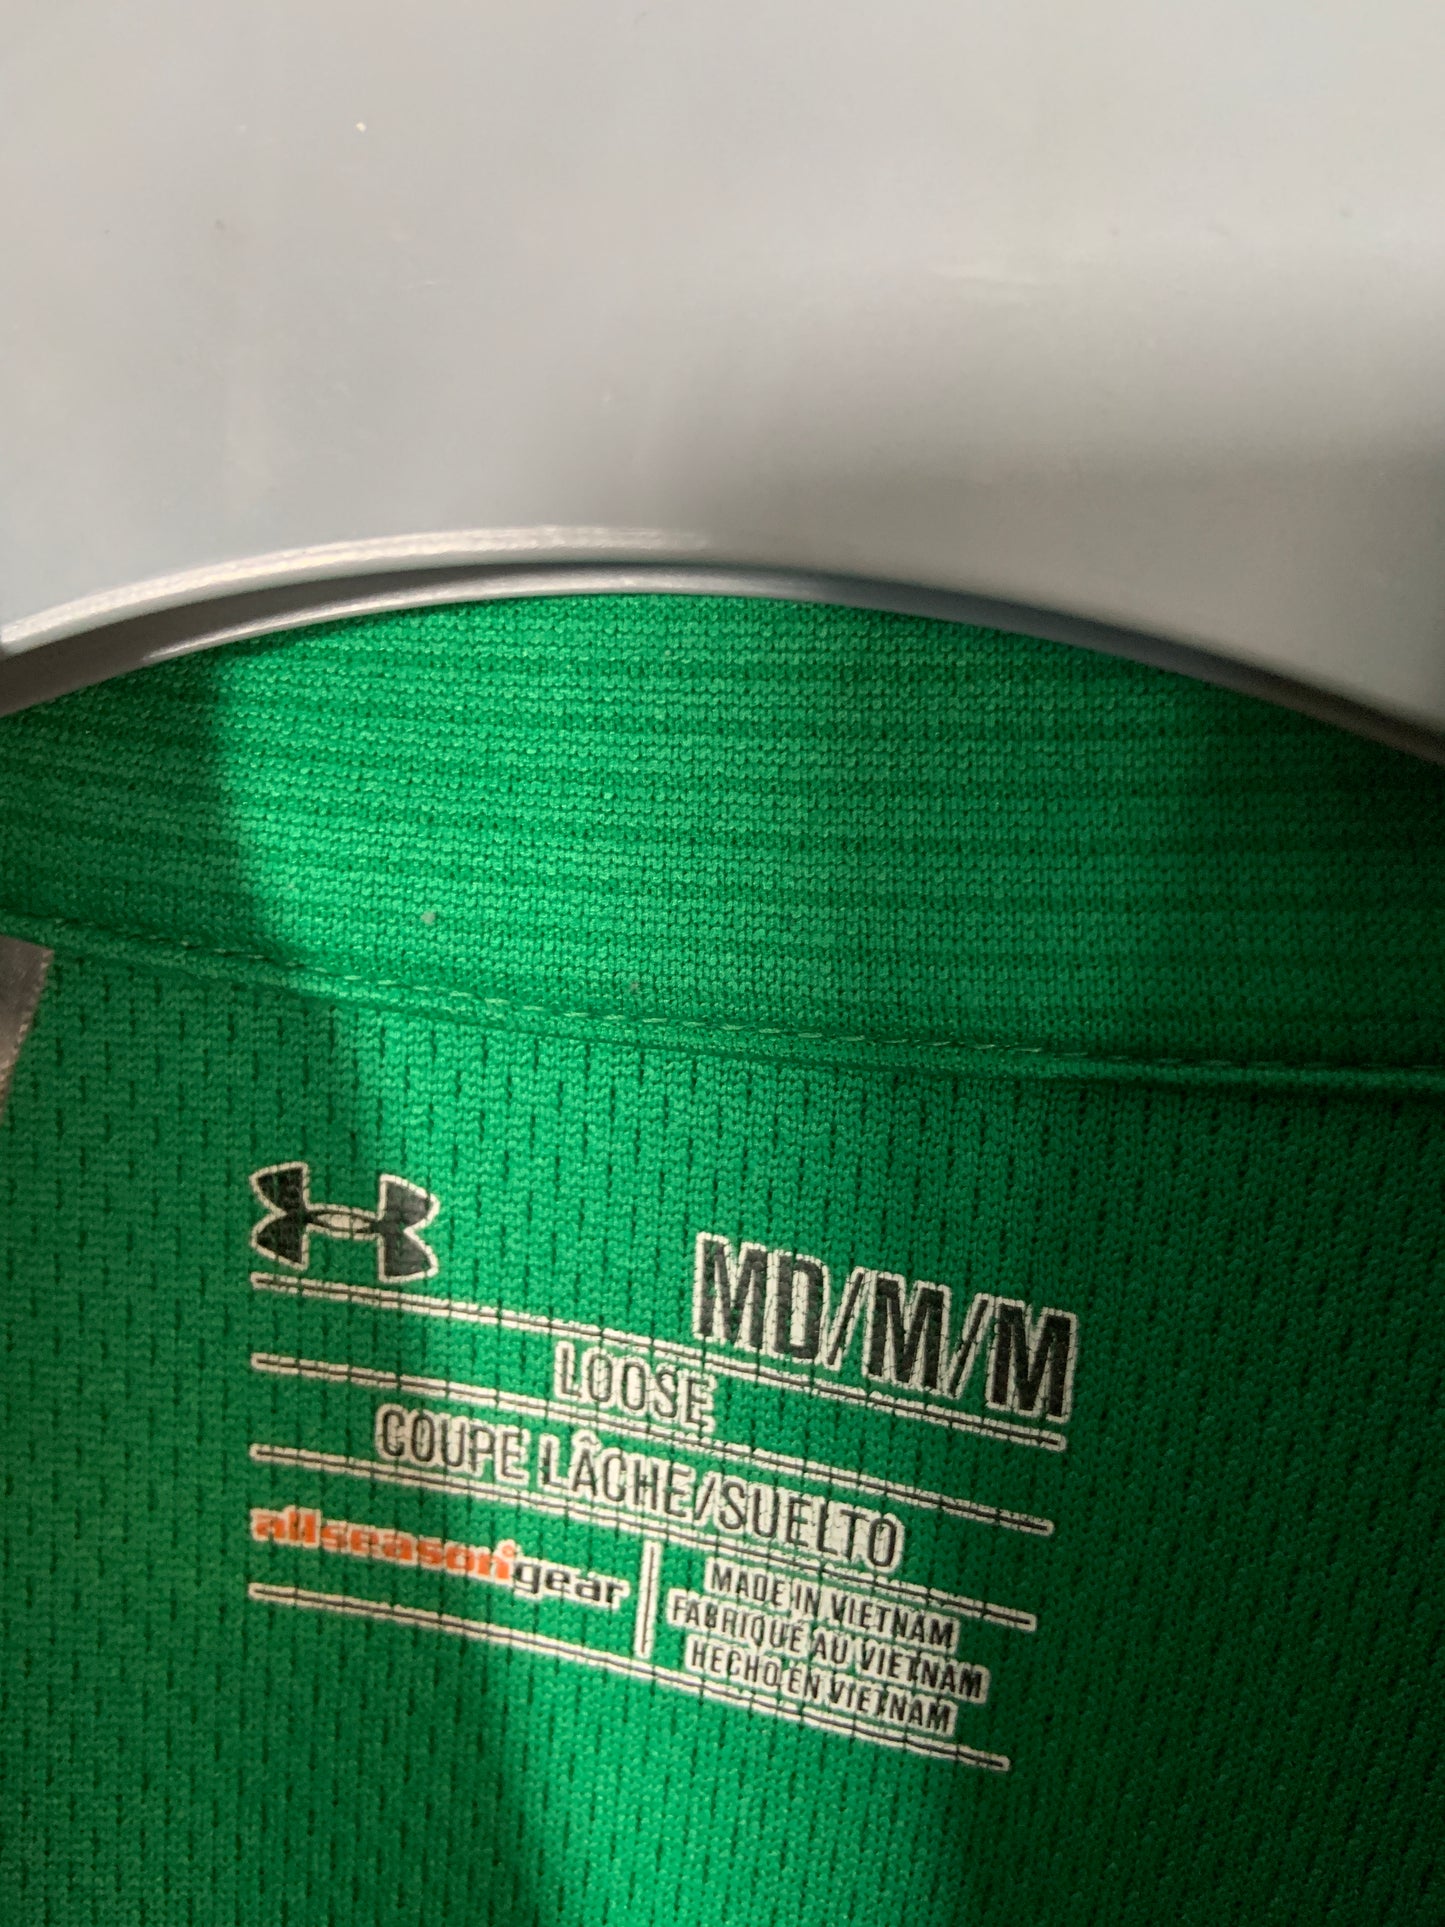 MD/M/M
LOOSE
COUPE LÂCHE/SUELTO
allseasongear
MADE IN VIETNAM
FABRIQUÉ AU VIETNAM
HECHO EN VIETNAM